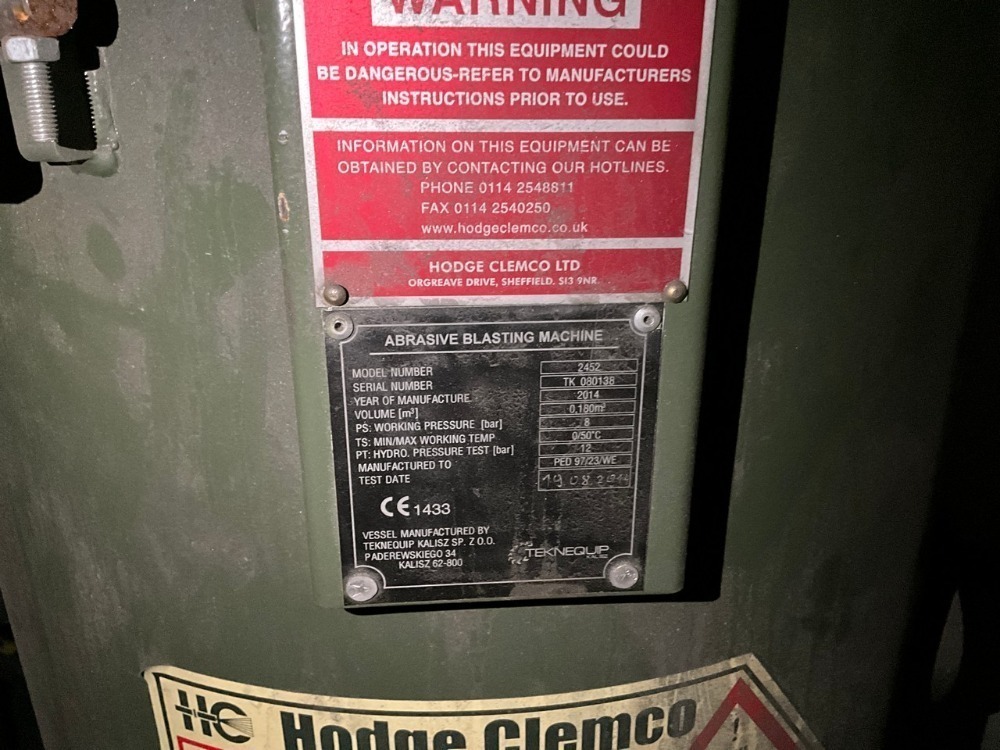 WARNING
IN OPERATION THIS EQUIPMENT COULD
BE DANGEROUS-REFER TO MANUFACTURERS
INSTRUCTIONS PRIOR TO USE.
INFORMATION ON THIS EQUIPMENT CAN BE
OBTAINED BY CONTACTING OUR HOTLINES.
PHONE 0114 2548811
FAX 0114 2540250
www.hodgeclemco.co.uk
HODGE CLEMCO LTD
ORGREAVE DRIVE, SHEFFIELD. S13 9NR
ABRASIVE BLASTING MACHINE
MODEL NUMBER 2452
SERIAL NUMBER TK 080138
YEAR OF MANUFACTURE 2014
VOLUME [m³] 0,180m³
PS: WORKING PRESSURE [bar] 8
TS: MIN/MAX WORKING TEMP 0/50°C
PT: HYDRO. PRESSURE TEST [bar] 12
MANUFACTURED TO PED 97/23/WE
TEST DATE 19.08.2014
CE 1433
VESSEL MANUFACTURED BY
TEKNEQUIP KALISZ SP. Z O.O.
PADEREWSKIEGO 34
KALISZ 62-800
TEKNEQUIP
KALISZ
HC Hodge Clemco